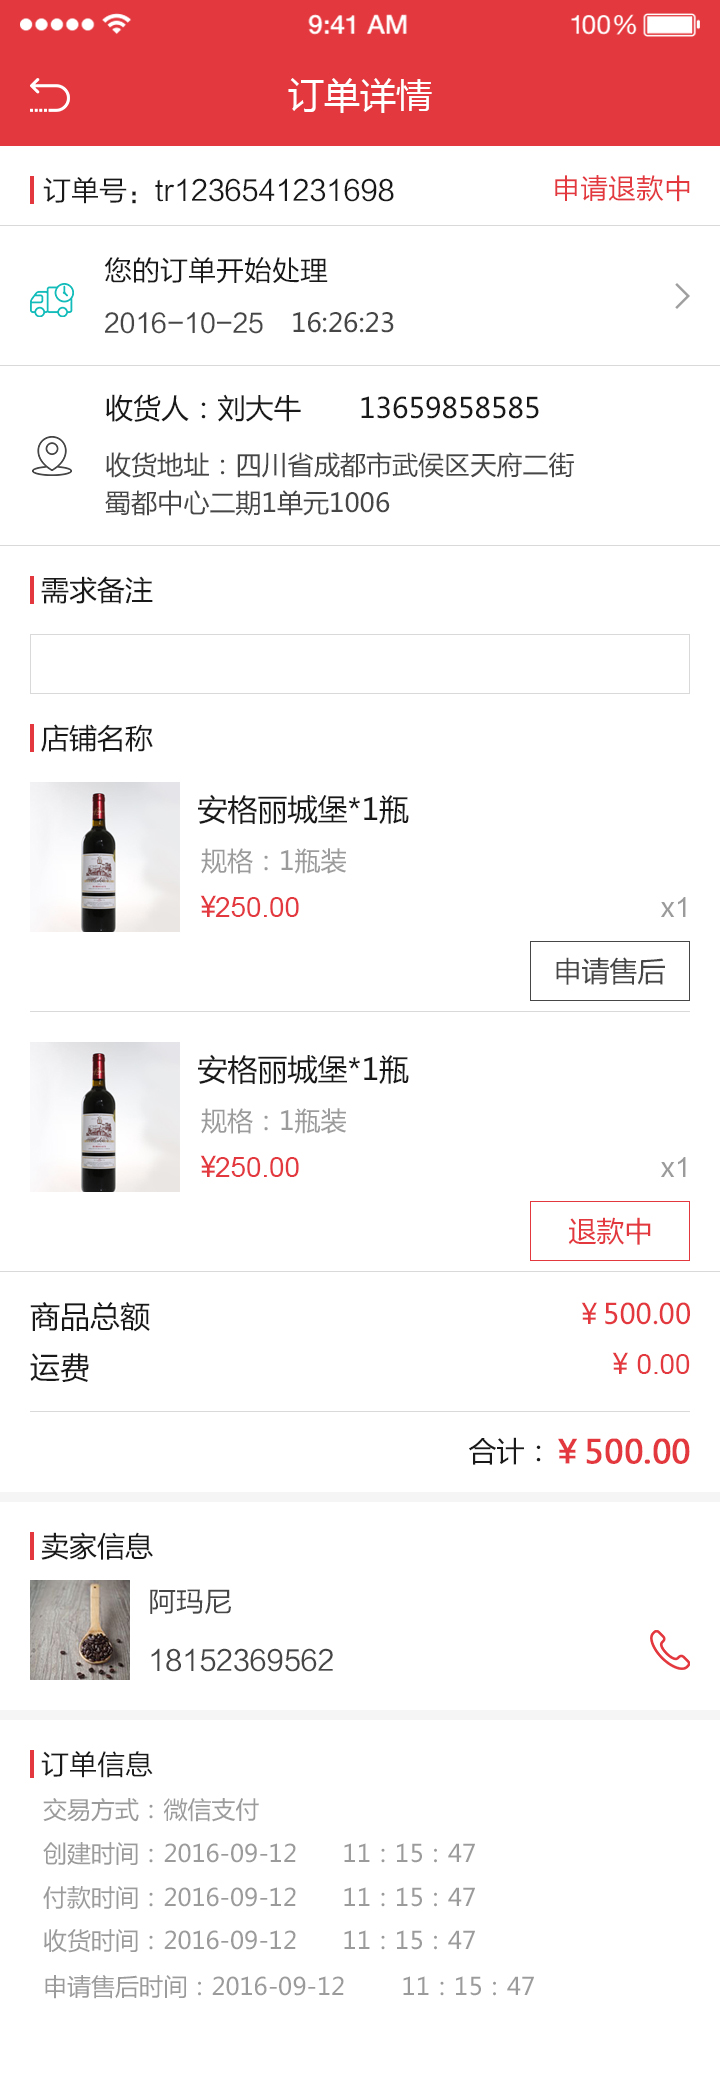 9:41 AM 100%
订单详情
订单号：tr1236541231698 申请退款中
您的订单开始处理
2016-10-25 16:26:23
收货人：刘大牛 13659858585
收货地址：四川省成都市武侯区天府二街
蜀都中心二期1单元1006
需求备注
店铺名称
安格丽城堡*1瓶
规格：1瓶装
¥250.00 x1
申请售后
安格丽城堡*1瓶
规格：1瓶装
¥250.00 x1
退款中
商品总额 ¥ 500.00
运费 ¥ 0.00
合计：¥ 500.00
卖家信息
阿玛尼
18152369562
订单信息
交易方式：微信支付
创建时间：2016-09-12 11：15：47
付款时间：2016-09-12 11：15：47
收货时间：2016-09-12 11：15：47
申请售后时间：2016-09-12 11：15：47